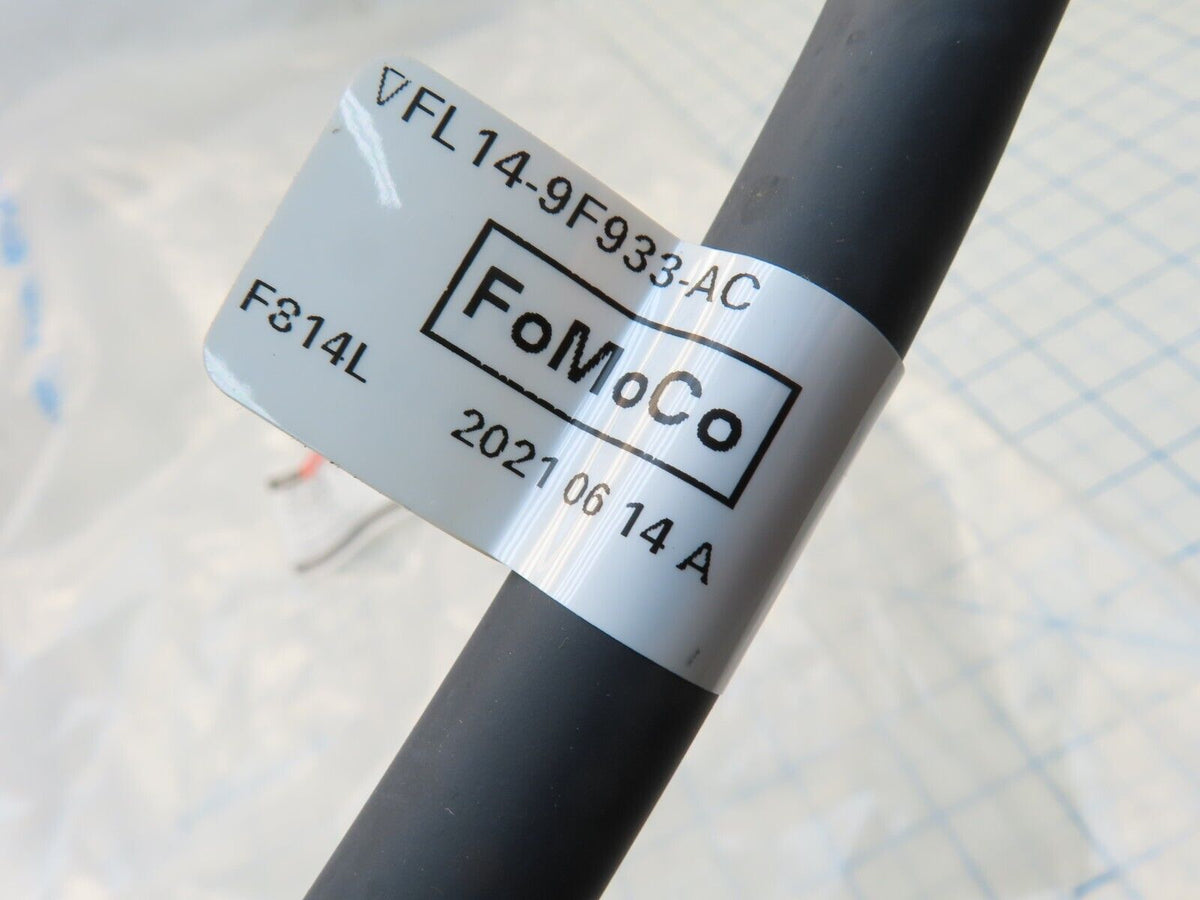 ▽FL14-9F933-AC
FoMoCo
F814L
2021 06 14 A